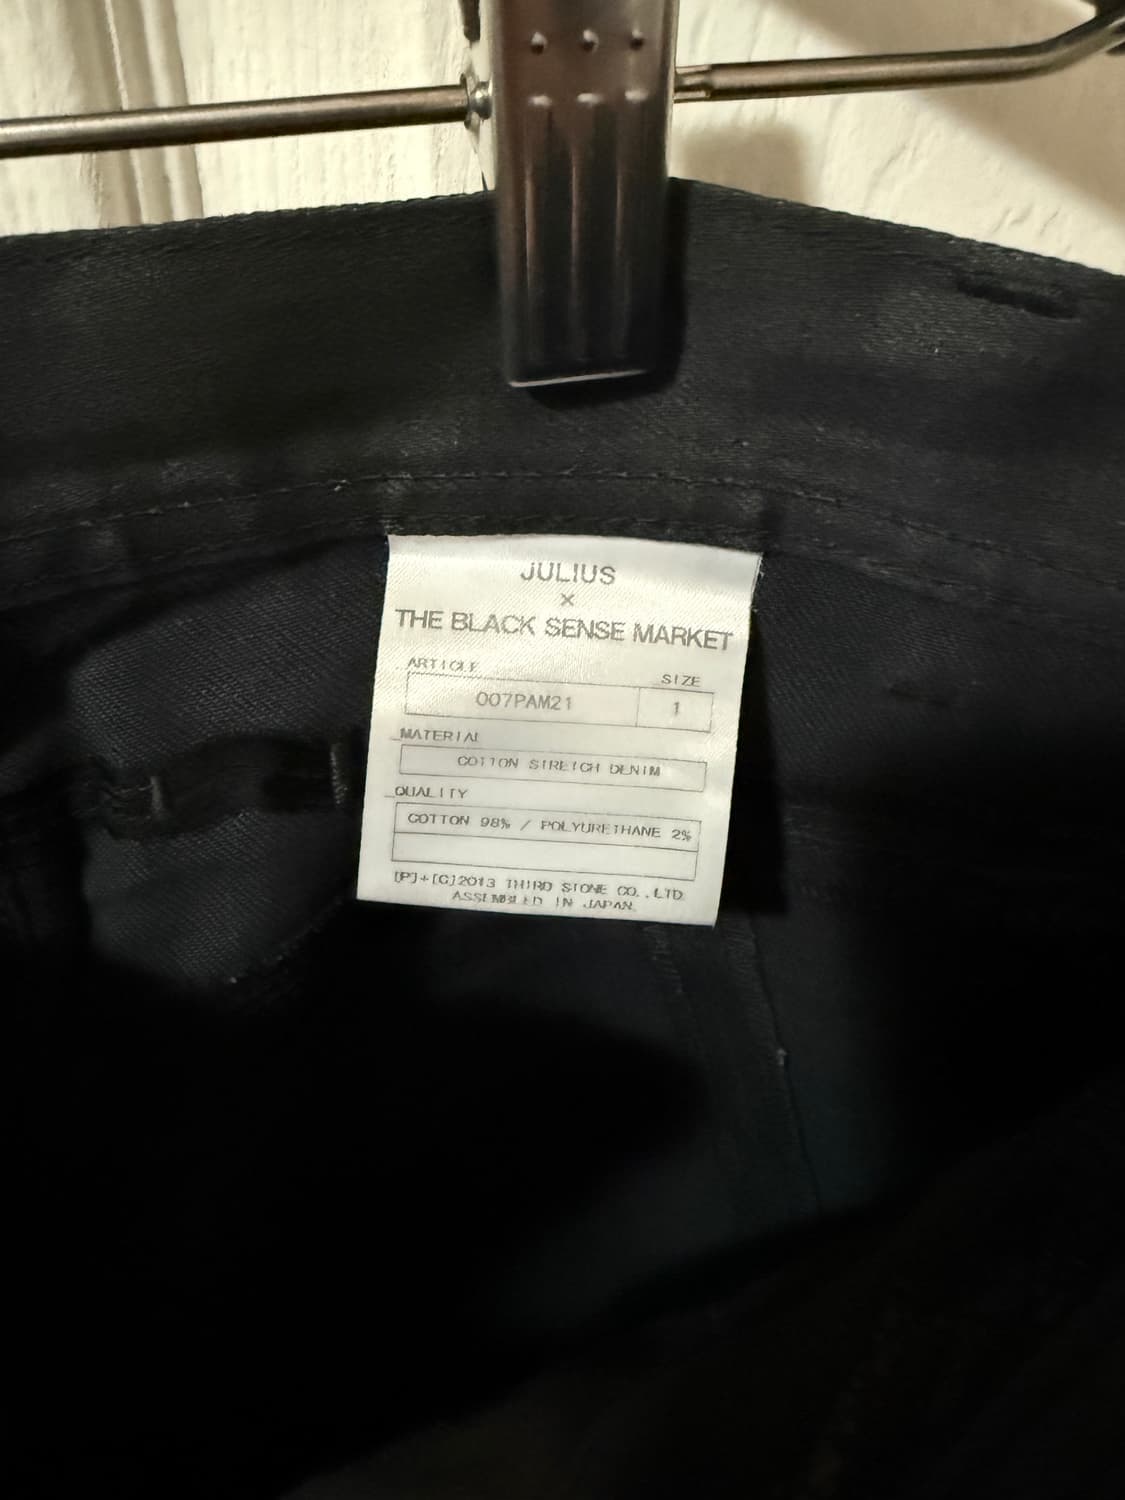 JULIUS
×
THE BLACK SENSE MARKET
ARTICLE
SIZE
007PAM21
1
MATERIAL
COTTON STRETCH DENIM
QUALITY
COTTON 98% / POLYURETHANE 2%
[P]+[C]2013 THIRD STONE CO.,LTD.
ASSEMBLED IN JAPAN.